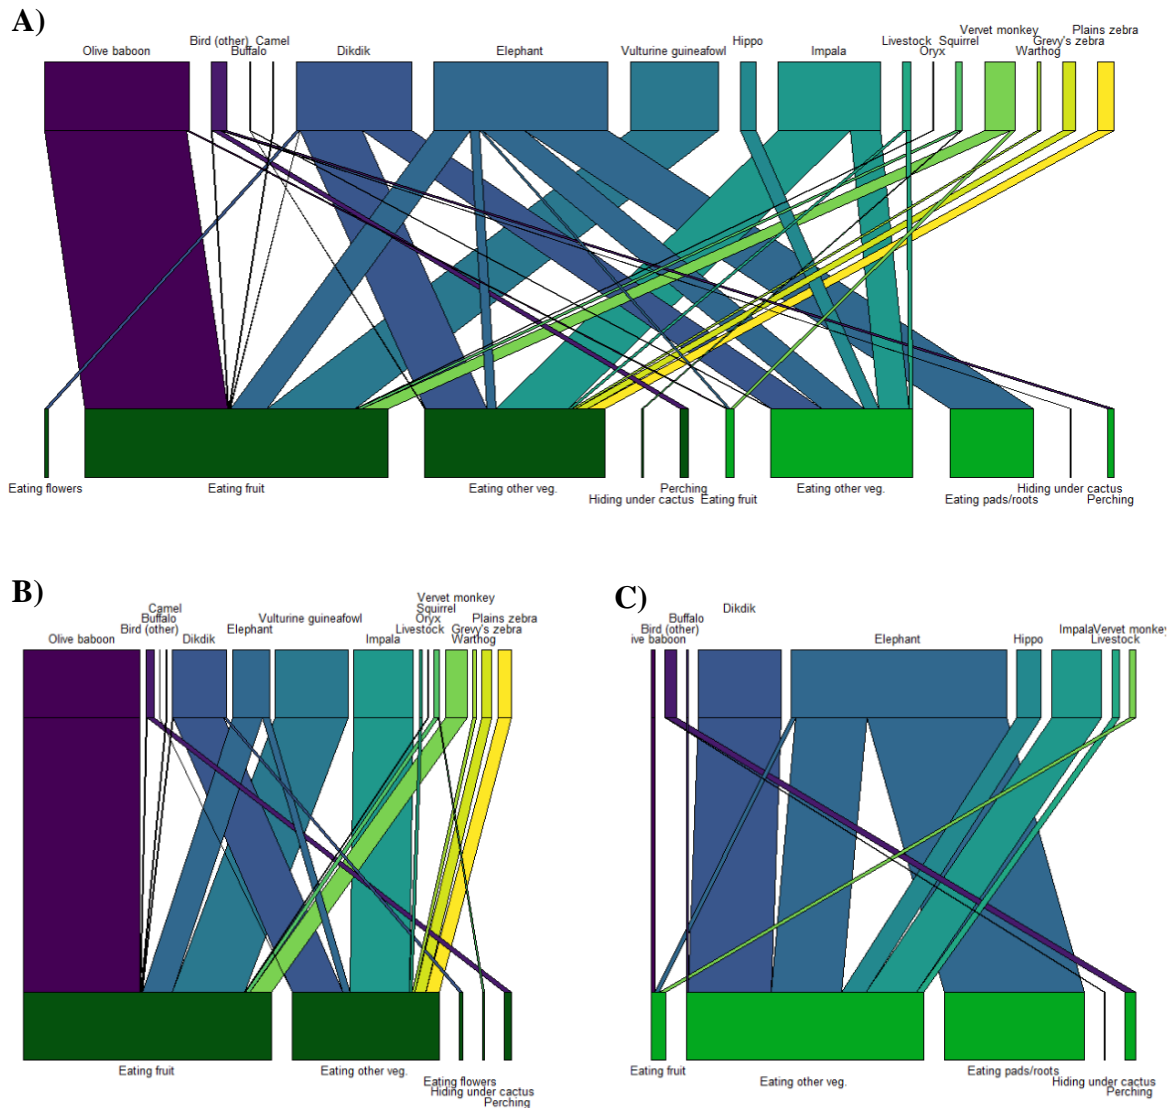 A)
Olive baboon
Bird (other)
Buffalo
Camel
Dikdik
Elephant
Vulturine guineafowl
Hippo
Impala
Livestock
Oryx
Squirrel
Vervet monkey
Warthog
Grevy's zebra
Plains zebra
Eating flowers
Eating fruit
Eating other veg.
Hiding under cactus
Perching
Eating fruit
Eating other veg.
Eating pads/roots
Hiding under cactus
Perching
B)
Olive baboon
Bird (other)
Buffalo
Camel
Dikdik
Elephant
Vulturine guineafowl
Impala
Livestock
Oryx
Squirrel
Vervet monkey
Warthog
Grevy's zebra
Plains zebra
Eating fruit
Eating other veg.
Eating flowers
Hiding under cactus
Perching
C)
ive baboon
Bird (other)
Buffalo
Dikdik
Elephant
Hippo
Impala
Livestock
Vervet monkey
Eating fruit
Eating other veg.
Eating pads/roots
Hiding under cactus
Perching